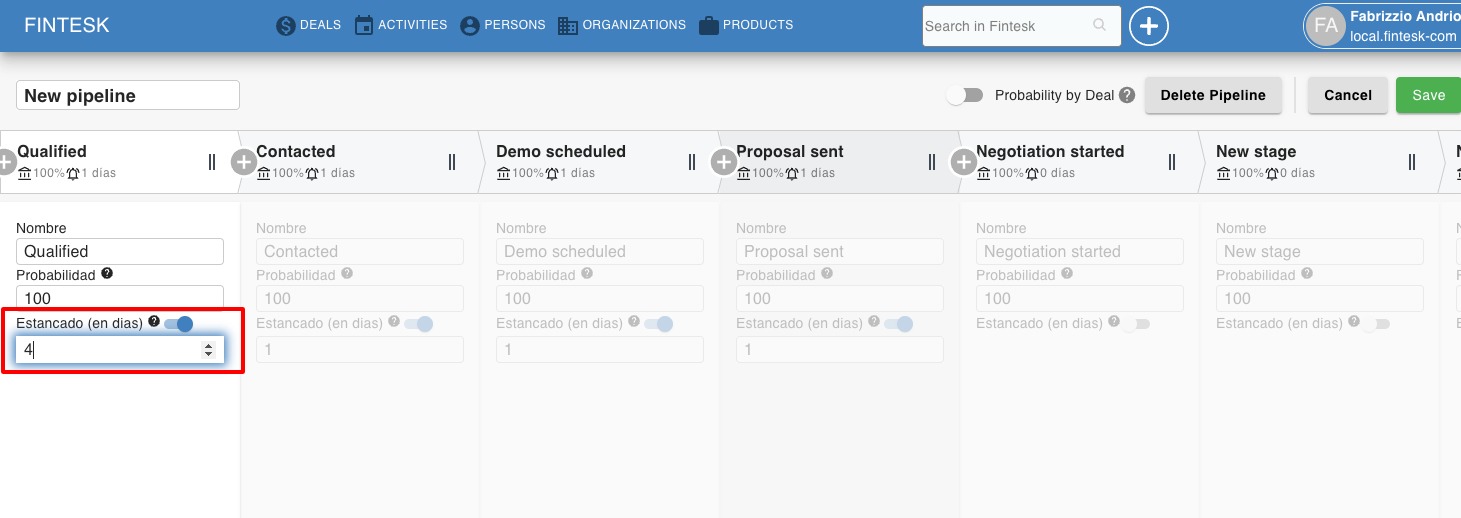 FINTESK
DEALS ACTIVITIES PERSONS ORGANIZATIONS PRODUCTS
Search in Fintesk
FA
Fabrizzio Andrio
local.fintesk-com
New pipeline
Probability by Deal ?
Delete Pipeline
Cancel
Save
Qualified
100% 1 dias
Contacted
100% 1 dias
Demo scheduled
100% 1 dias
Proposal sent
100% 1 dias
Negotiation started
100% 0 dias
New stage
100% 0 dias
Nombre
Qualified
Probabilidad ?
100
Estancado (en dias) ?
4
Nombre
Contacted
Probabilidad ?
100
Estancado (en dias) ?
1
Nombre
Demo scheduled
Probabilidad ?
100
Estancado (en dias) ?
1
Nombre
Proposal sent
Probabilidad ?
100
Estancado (en dias) ?
1
Nombre
Negotiation started
Probabilidad ?
100
Estancado (en dias) ?
Nombre
New stage
Probabilidad ?
100
Estancado (en dias) ?